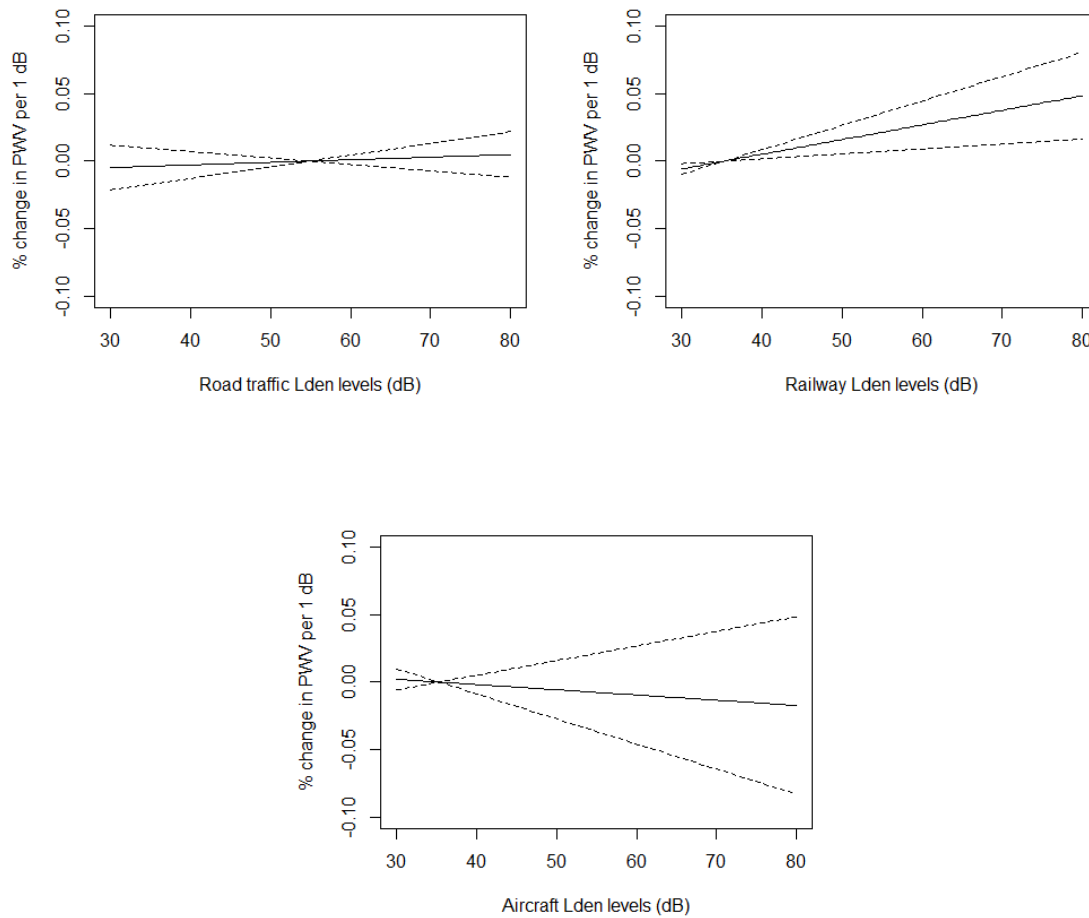 % change in PWV per 1 dB
0.10
0.05
0.00
-0.05
-0.10
30 40 50 60 70 80
Road traffic Lden levels (dB)
% change in PWV per 1 dB
0.10
0.05
0.00
-0.05
-0.10
30 40 50 60 70 80
Railway Lden levels (dB)
% change in PWV per 1 dB
0.10
0.05
0.00
-0.05
-0.10
30 40 50 60 70 80
Aircraft Lden levels (dB)